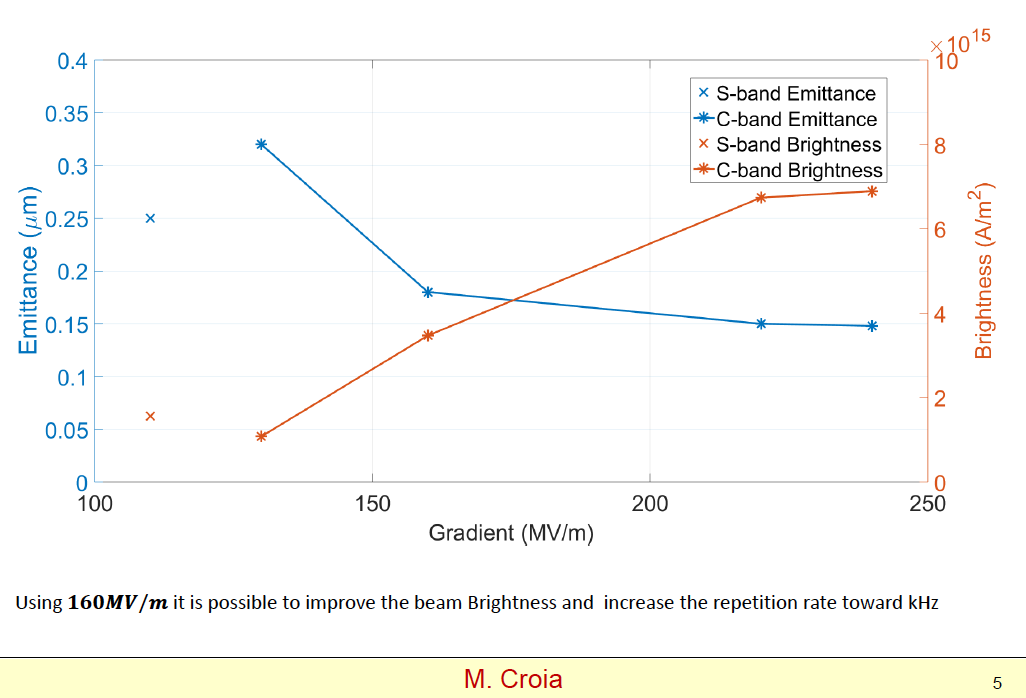 ×10^15
0.4
0.35
0.3
0.25
0.2
0.15
0.1
0.05
0
Emittance (μm)
S-band Emittance
C-band Emittance
S-band Brightness
C-band Brightness
10
8
6
4
2
0
Brightness (A/m²)
100 150 200 250
Gradient (MV/m)
Using 160MV/m it is possible to improve the beam Brightness and increase the repetition rate toward kHz
M. Croia
5